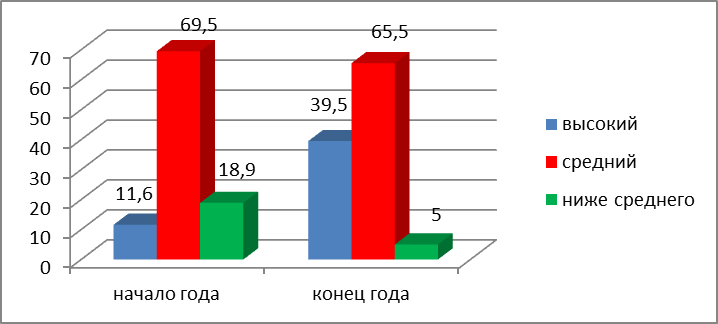 69,5
65,5
70
60
50
39,5
40
30
18,9
20
11,6
5
10
0
начало года
конец года
высокий
средний
ниже среднего